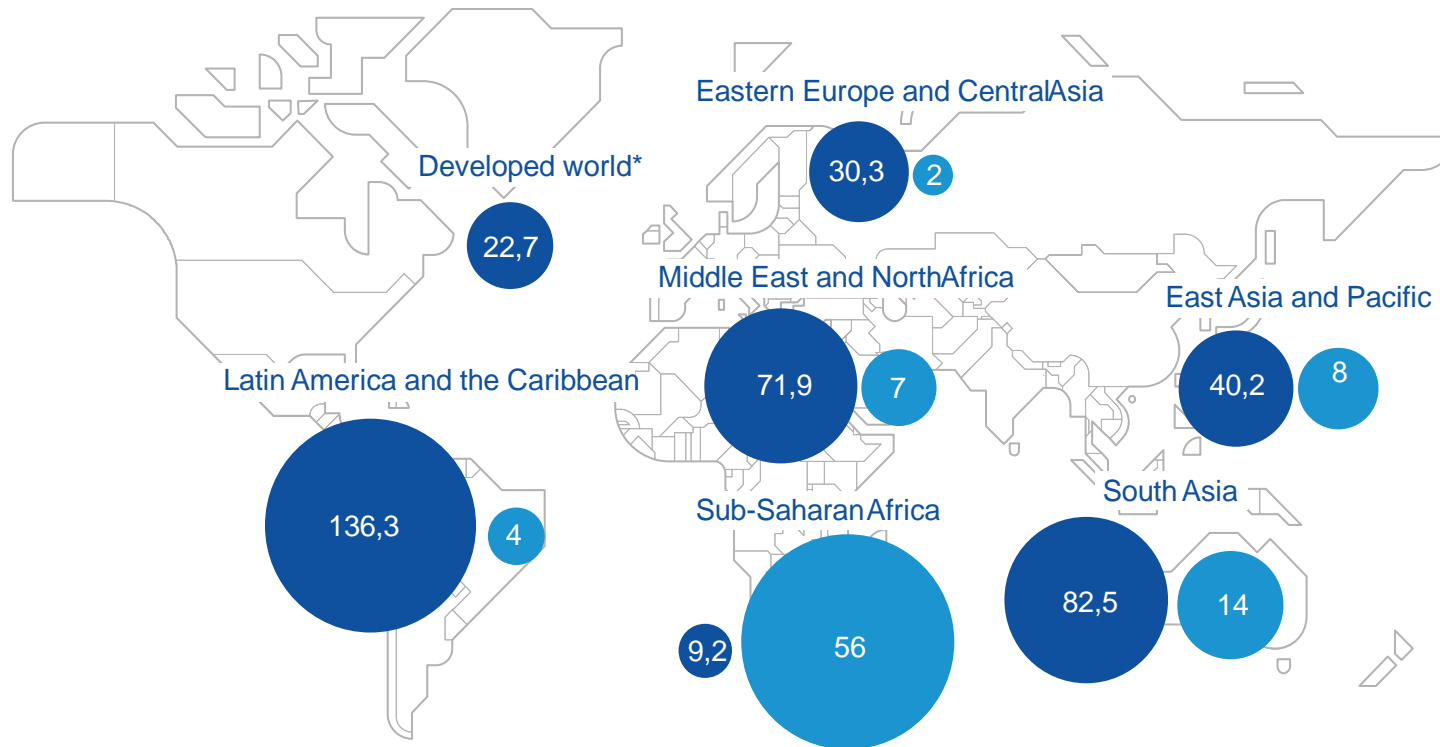 Eastern Europe and CentralAsia
30,3
2
Developed world*
22,7
Middle East and NorthAfrica
71,9
7
East Asia and Pacific
40,2
8
Latin America and the Caribbean
136,3
4
Sub-SaharanAfrica
9,2
56
South Asia
82,5
14